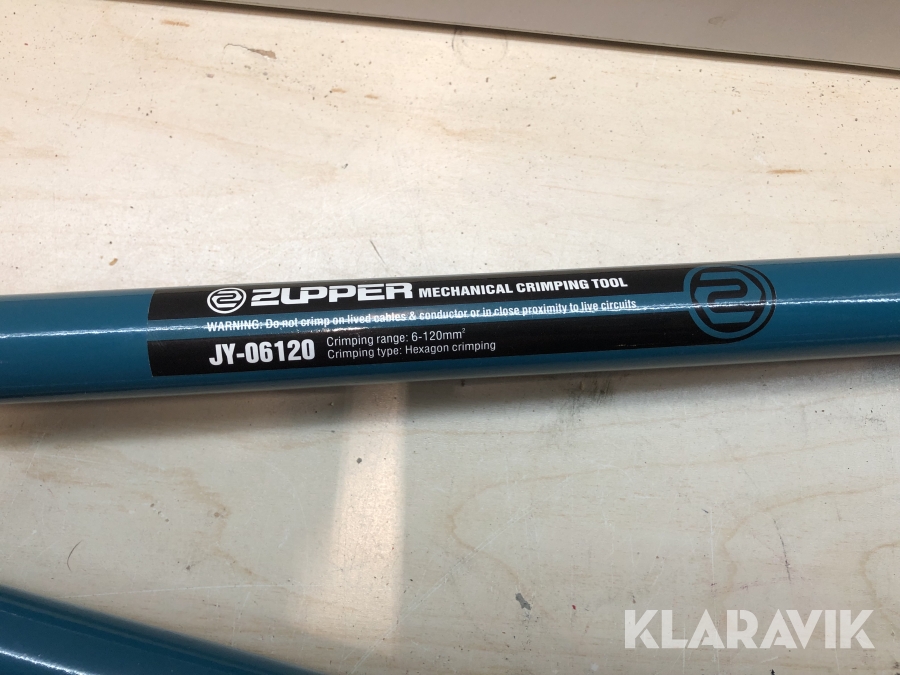 ZUPPER MECHANICAL CRIMPING TOOL
WARNING: Do not crimp on lived cables & conductor or in close proximity to live circuits
JY-06120
Crimping range: 6-120mm²
Crimping type: Hexagon crimping
KLARAVIK